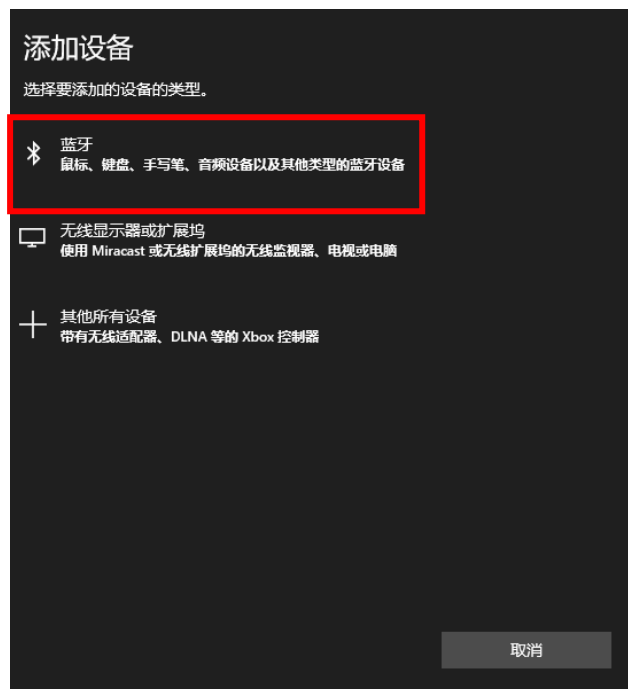 添加设备
选择要添加的设备的类型。
蓝牙
鼠标、键盘、手写笔、音频设备以及其他类型的蓝牙设备
无线显示器或扩展坞
使用 Miracast 或无线扩展坞的无线监视器、电视或电脑
其他所有设备
带有无线适配器、DLNA 等的 Xbox 控制器
取消